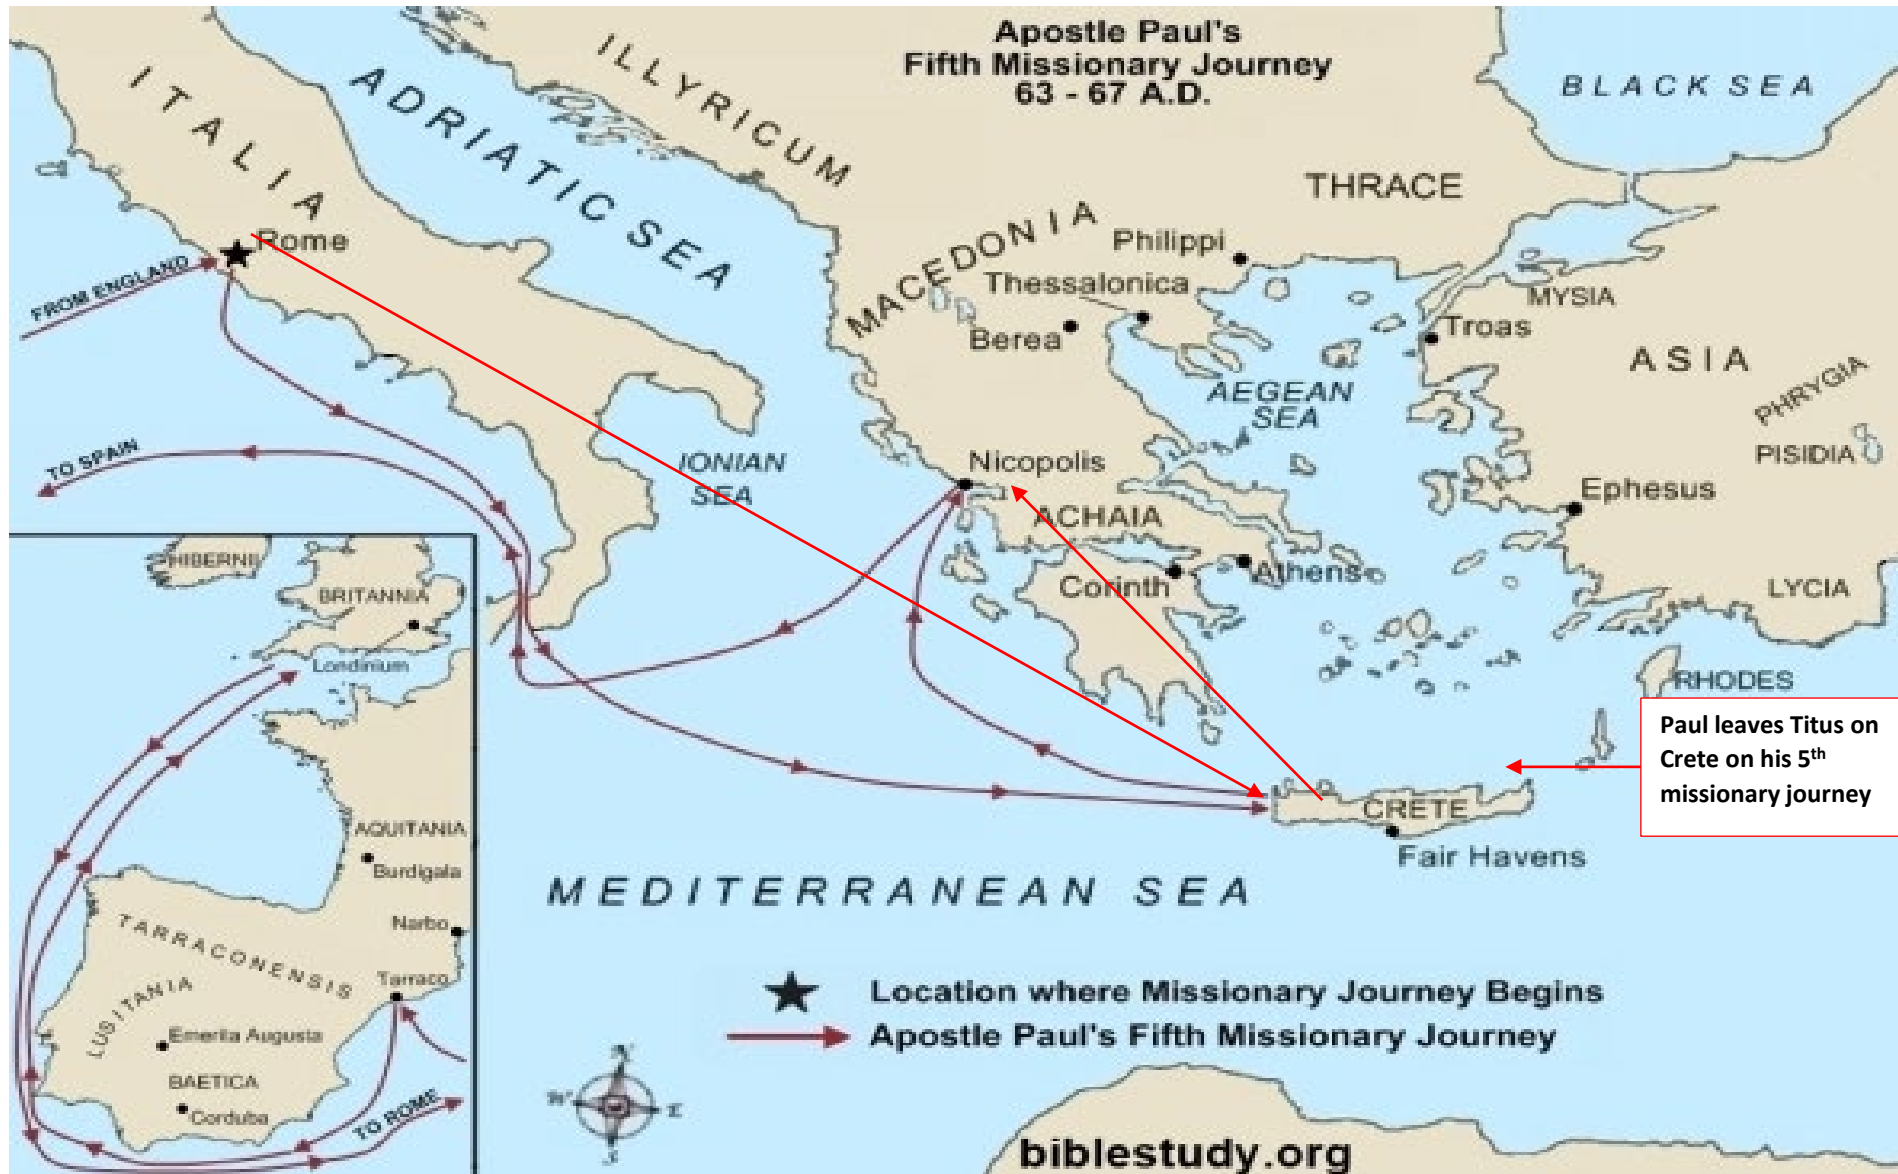 Apostle Paul's
Fifth Missionary Journey
63 - 67 A.D.
BLACK SEA
ITALIA
ADRIATIC SEA
ILLYRICUM
THRACE
MACEDONIA
Philippi
Rome
FROM ENGLAND
Thessalonica
MYSIA
Berea
Troas
ASIA
AEGEAN
SEA
PHRYGIA
TO SPAIN
IONIAN
SEA
Nicopolis
PISIDIA
Ephesus
ACHAIA
Corinth
Athens
LYCIA
RHODES
Paul leaves Titus on
Crete on his 5th
missionary journey
CRETE
Fair Havens
MEDITERRANEAN SEA
HIBERNII
BRITANNIA
Londinium
AQUITANIA
Burdigala
Narbo
TARRACONENSIS
Tarraco
LUSITANIA
Emerita Augusta
BAETICA
Corduba
TO ROME
Location where Missionary Journey Begins
Apostle Paul's Fifth Missionary Journey
N
W
E
S
biblestudy.org